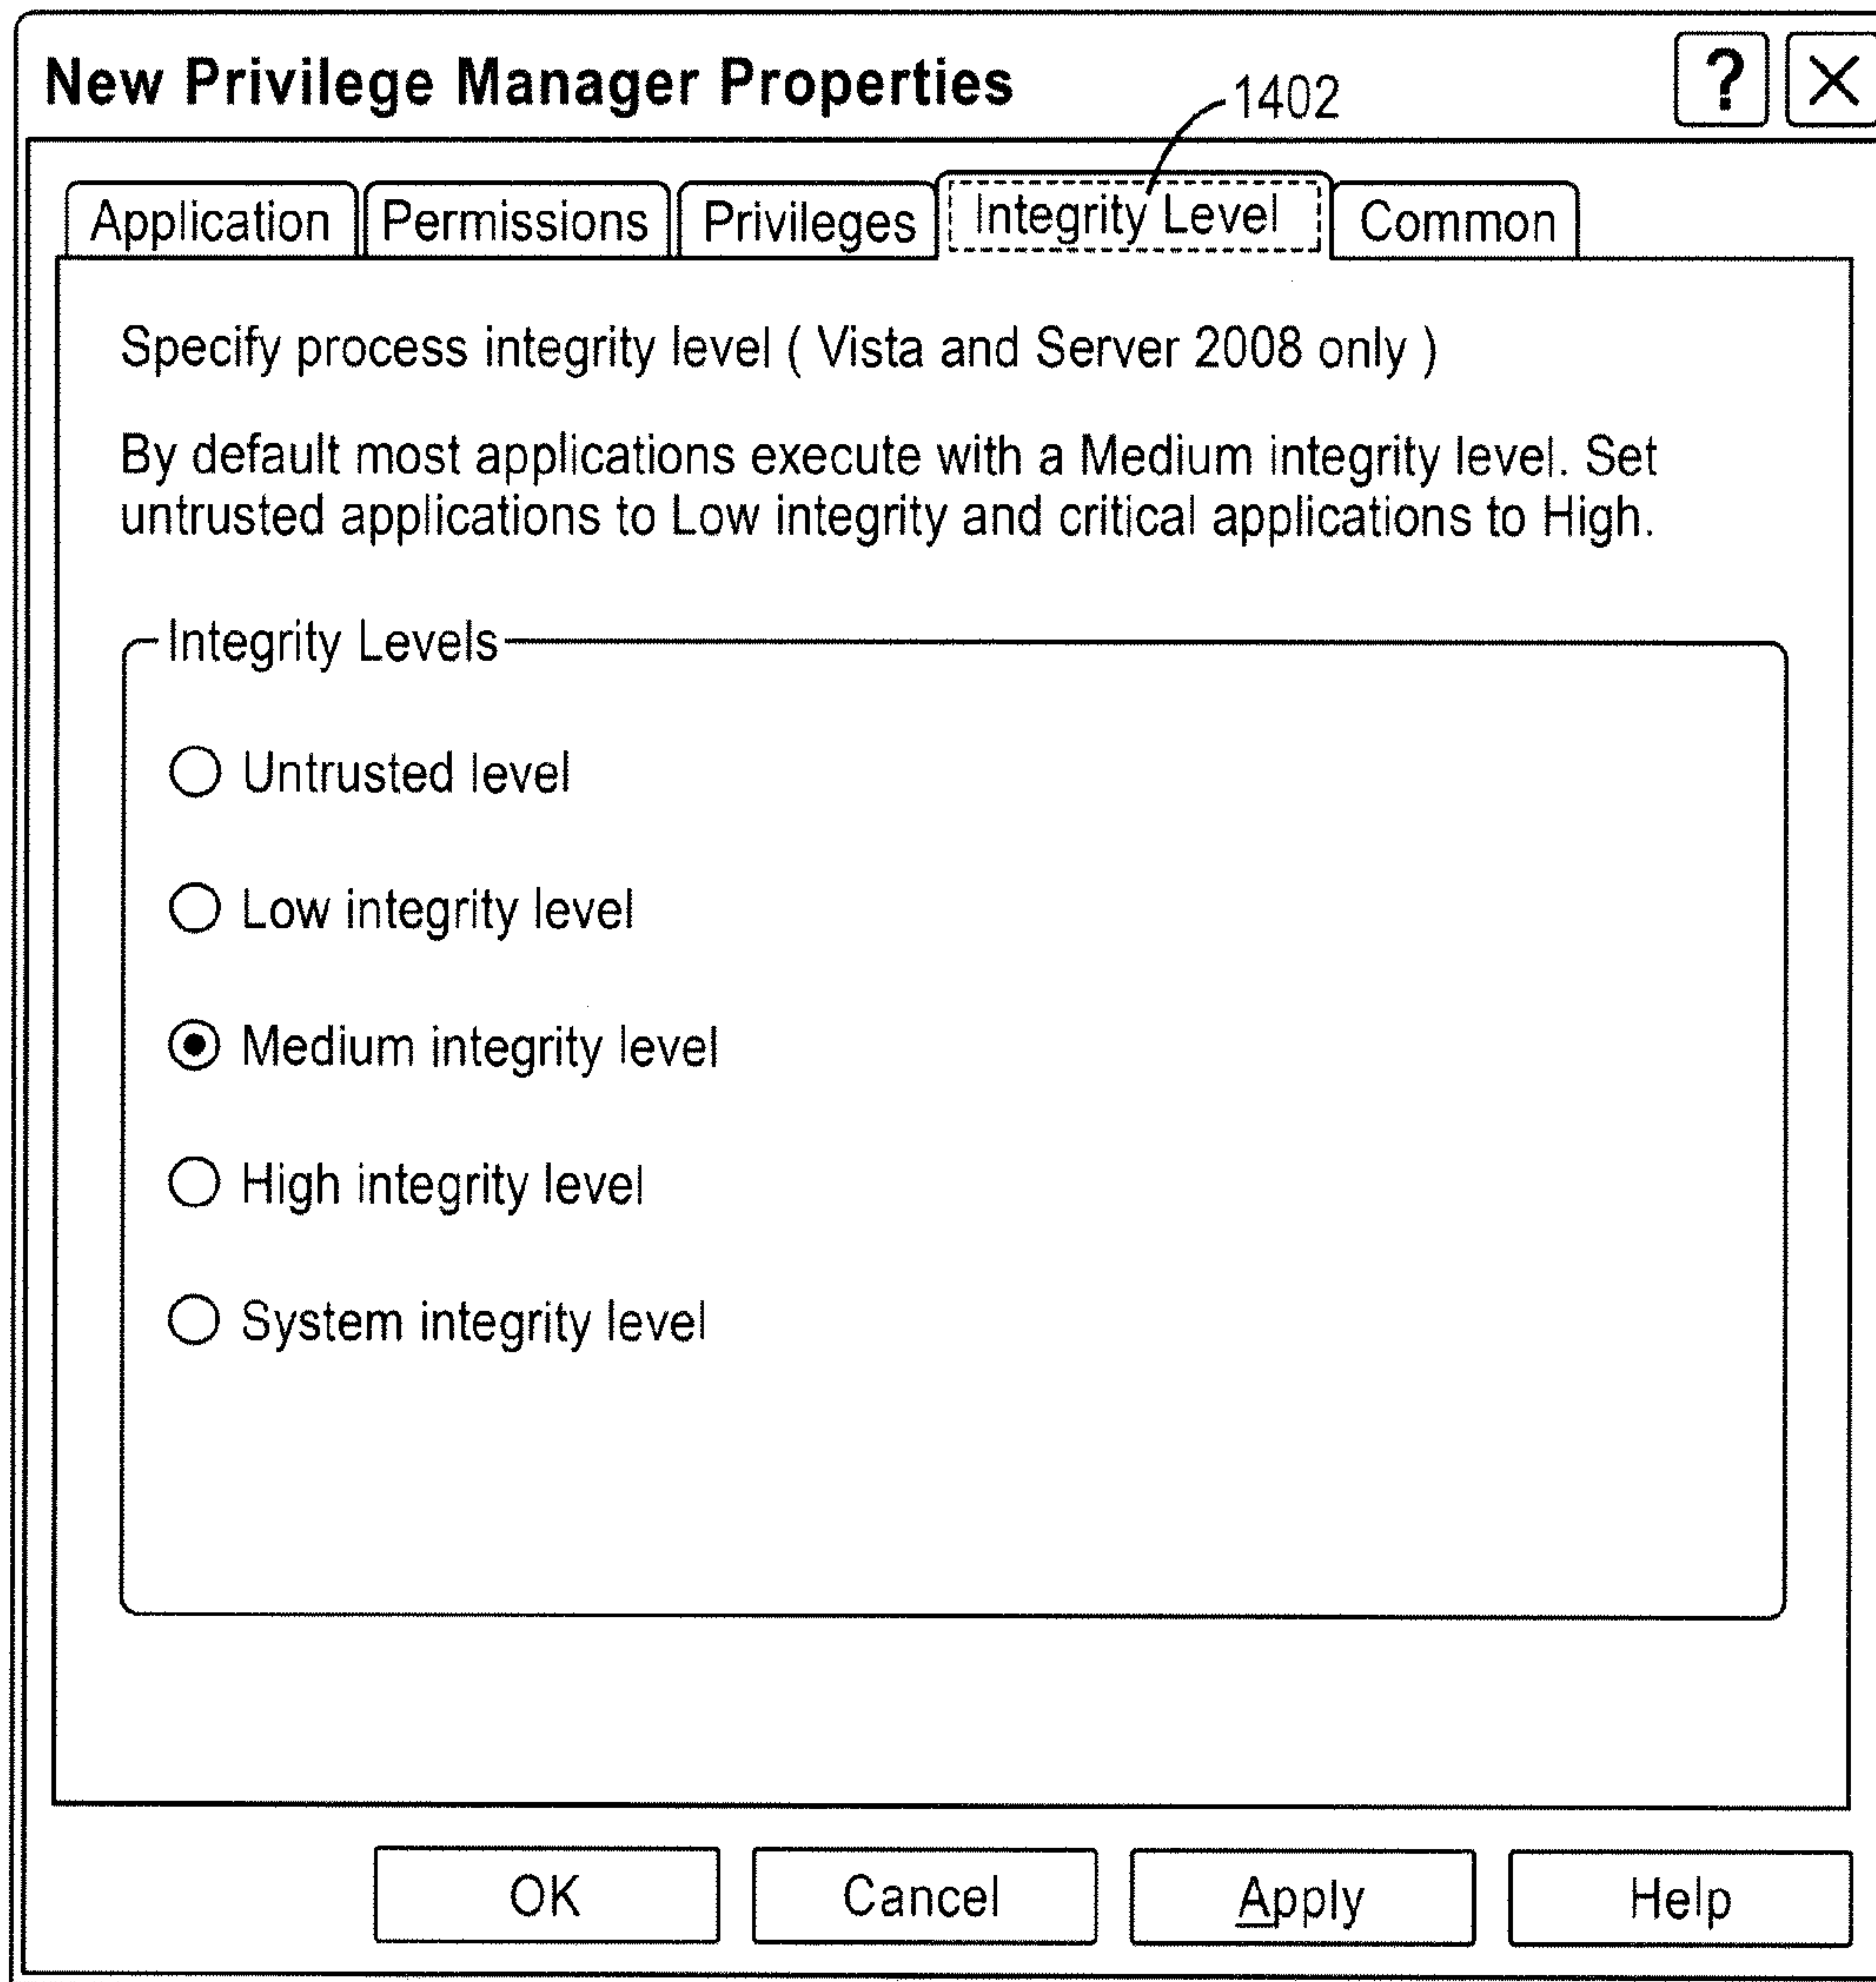 New Privilege Manager Properties
1402
? X
Application Permissions Privileges Integrity Level Common
Specify process integrity level ( Vista and Server 2008 only )
By default most applications execute with a Medium integrity level. Set
untrusted applications to Low integrity and critical applications to High.
Integrity Levels
Untrusted level
Low integrity level
Medium integrity level
High integrity level
System integrity level
OK Cancel Apply Help